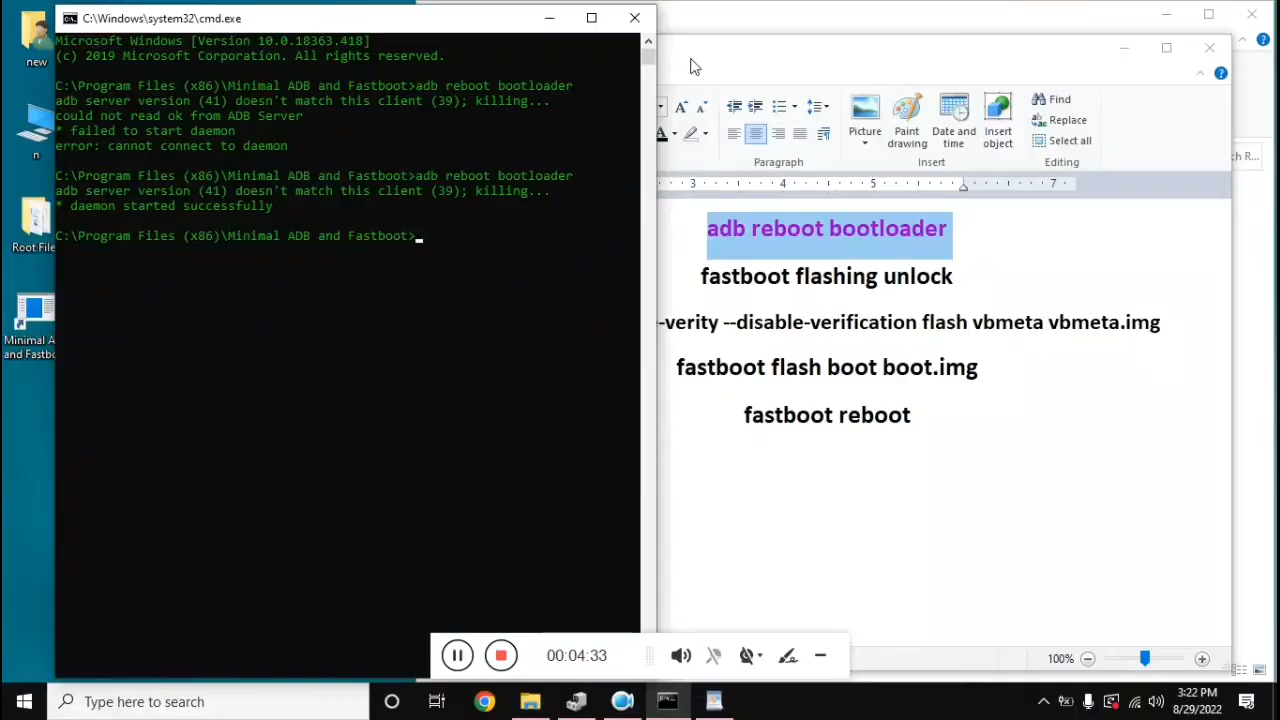 C:\Windows\system32\cmd.exe
Microsoft Windows [Version 10.0.18363.418]
(c) 2019 Microsoft Corporation. All rights reserved.
C:\Program Files (x86)\Minimal ADB and Fastboot>adb reboot bootloader
adb server version (41) doesn't match this client (39); killing...
could not read ok from ADB Server
* failed to start daemon
error: cannot connect to daemon
C:\Program Files (x86)\Minimal ADB and Fastboot>adb reboot bootloader
adb server version (41) doesn't match this client (39); killing...
* daemon started successfully
C:\Program Files (x86)\Minimal ADB and Fastboot>
new
n
Root File
Minimal A
and Fastbo
Picture
Paint
drawing
Date and
time
Insert
object
Find
Replace
Select all
Paragraph
Insert
Editing
ch R...
3 4 5 7
adb reboot bootloader
fastboot flashing unlock
-verity --disable-verification flash vbmeta vbmeta.img
fastboot flash boot boot.img
fastboot reboot
00:04:33
100%
Type here to search
3:22 PM
8/29/2022